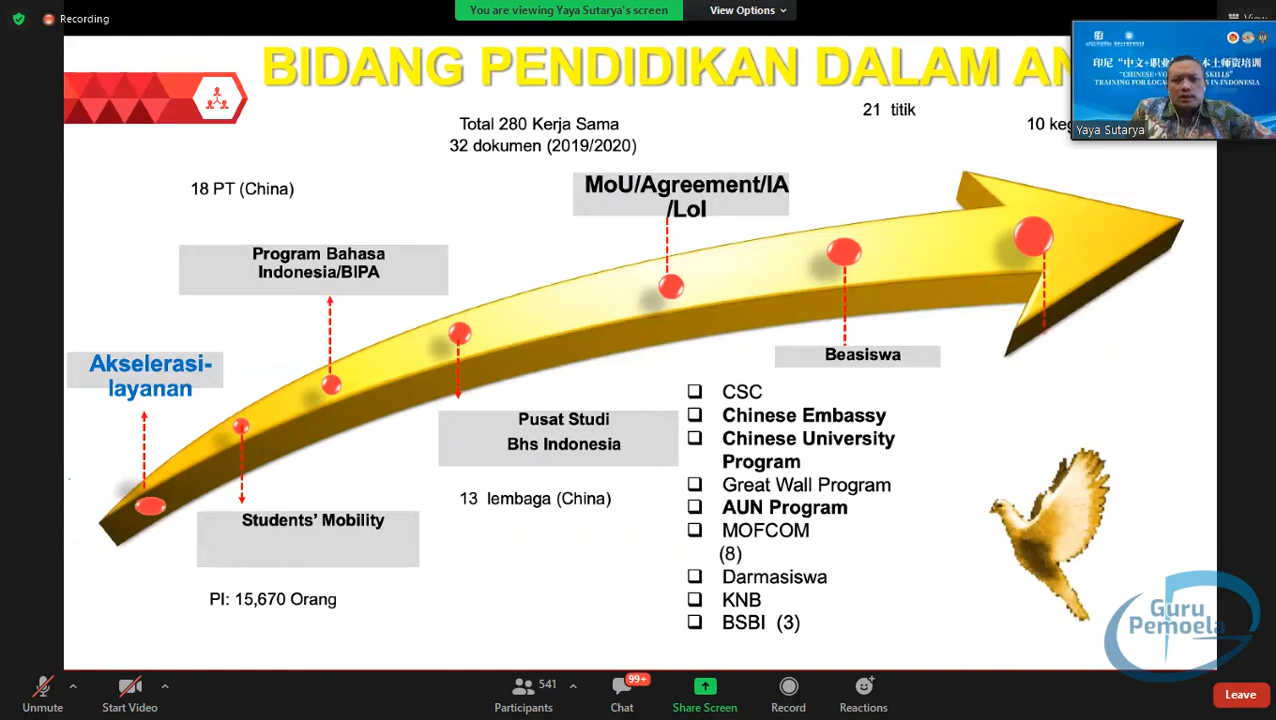 You are viewing Yaya Sutarya's screen
View Options
Recording
View
BIDANG PENDIDIKAN DALAM
Total 280 Kerja Sama
32 dokumen (2019/2020)
21 titik
10
18 PT (China)
MoU/Agreement/IA
/LoI
Program Bahasa
Indonesia/BIPA
Akselerasi-
layanan
Beasiswa
Pusat Studi
Bhs Indonesia
13 lembaga (China)
Students' Mobility
PI: 15,670 Orang
CSC
Chinese Embassy
Chinese University
Program
Great Wall Program
AUN Program
MOFCOM
(8)
Darmasiswa
KNB
BSBI (3)
Yaya Sutarya
Guru
Pemoela
Unmute
Start Video
541
Participants
99+
Chat
Share Screen
Record
Reactions
Leave